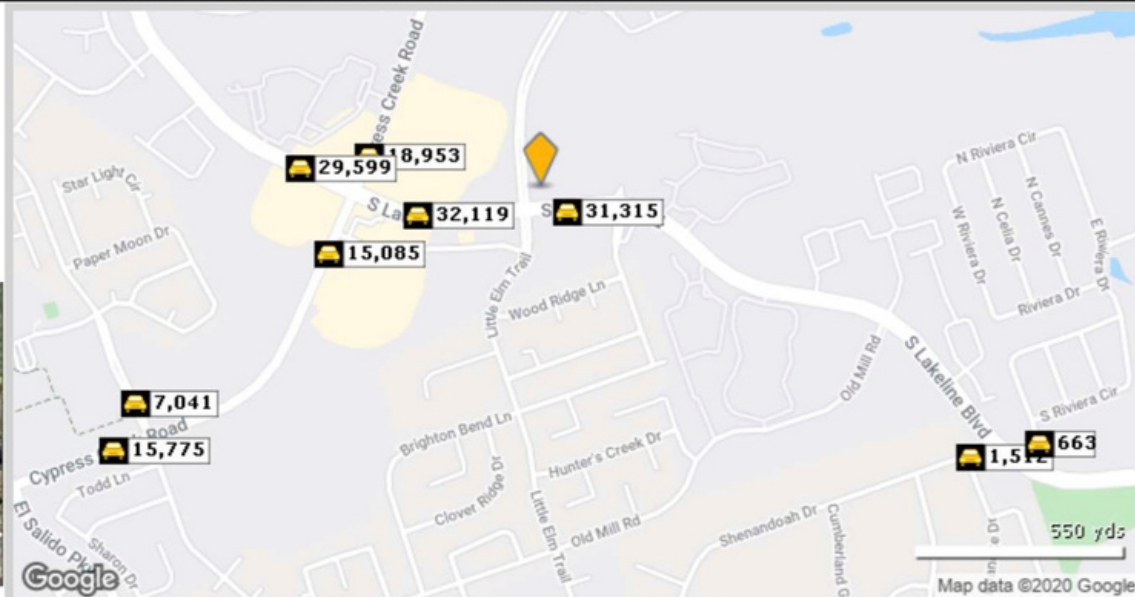 ess Creek Road
18,953
29,599
S La
32,119
S
31,315
15,085
Star Light Cir
Paper Moon Dr
N Riviera Cir
N Cannes Dr
N Celia Dr
W Riviera Dr
E Riviera Dr
Riviera Dr
Little Elm Trail
Wood Ridge Ln
Old Mill Rd
S Lakeline Blvd
S Riviera Cir
7,041
Road
15,775
Cypress
Todd Ln
El Salido Pk
Sharon Dr
Brighton Bend Ln
Hunter's Creek Dr
Clover Ridge Dr
Little Elm Trail
Old Mill Rd
Shenandoah Dr
Cumberland G
663
550 yds
Google
Map data ©2020 Google